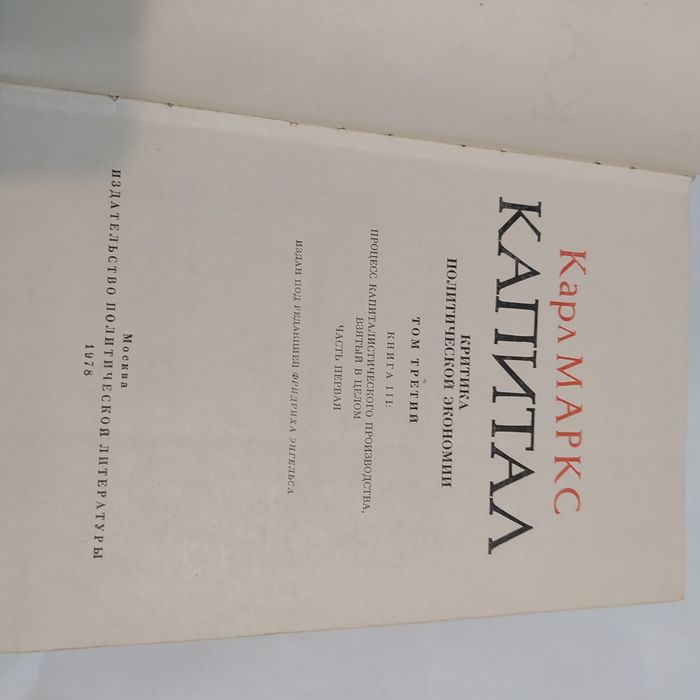 Карл МАРКС
КАПИТАЛ
КРИТИКА
ПОЛИТИЧЕСКОЙ ЭКОНОМИИ
ТОМ ТРЕТИЙ
КНИГА III:
ПРОЦЕСС КАПИТАЛИСТИЧЕСКОГО ПРОИЗВОДСТВА,
ВЗЯТЫЙ В ЦЕЛОМ
ЧАСТЬ ПЕРВАЯ
ИЗДАН ПОД РЕДАКЦИЕЙ ФРИДРИХА ЭНГЕЛЬСА
Москва
ИЗДАТЕЛЬСТВО ПОЛИТИЧЕСКОЙ ЛИТЕРАТУРЫ
1978